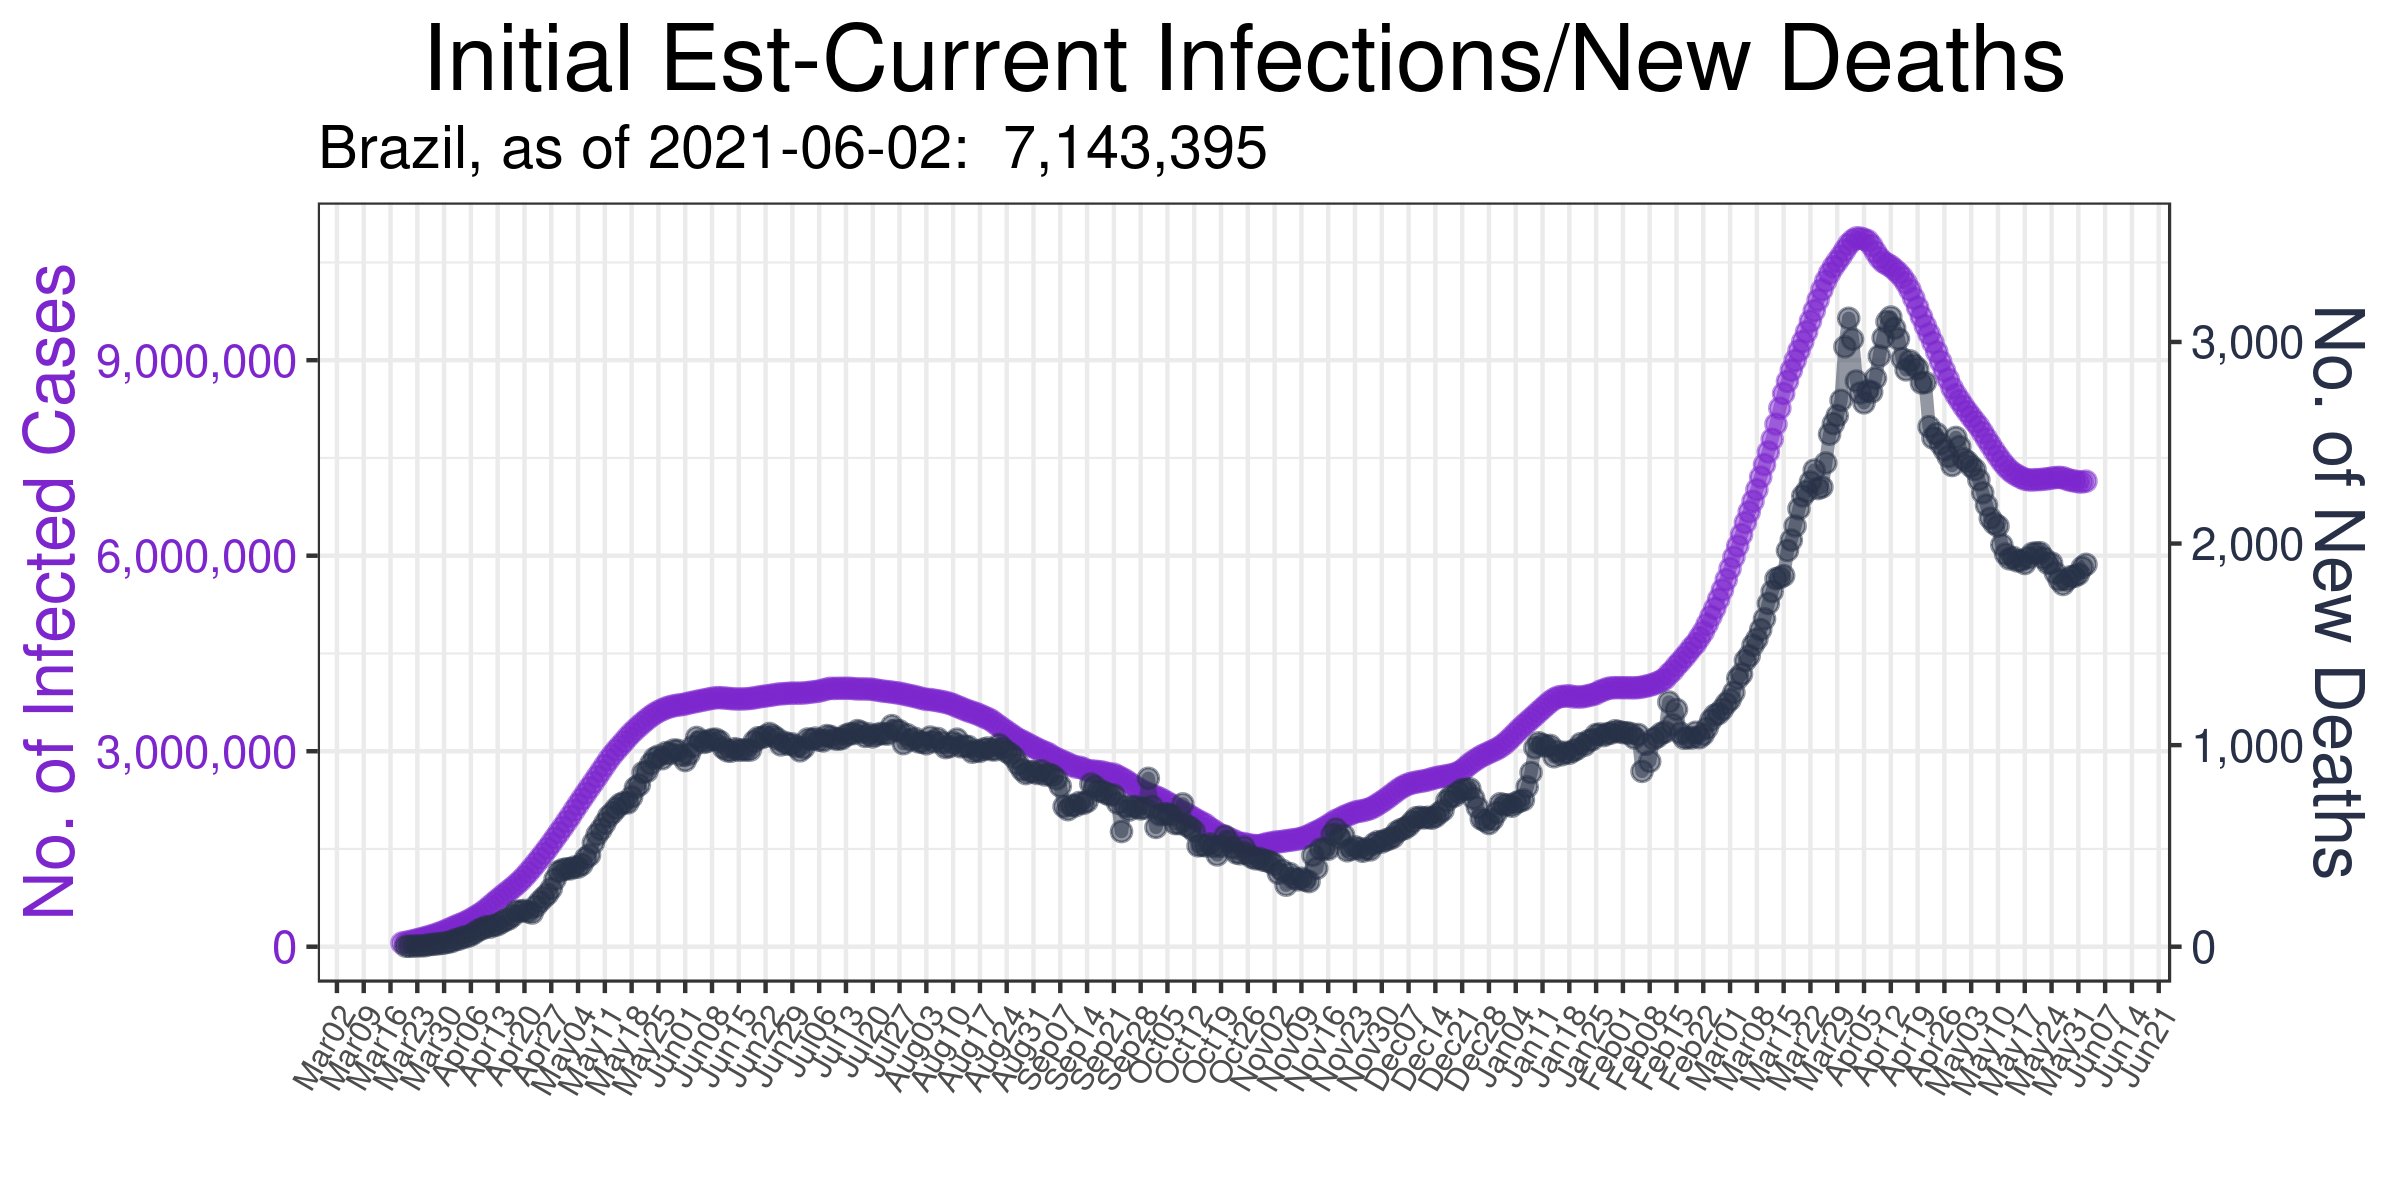 Initial Est-Current Infections/New Deaths
Brazil, as of 2021-06-02:  7,143,395
No. of Infected Cases
9,000,000
6,000,000
3,000,000
0
3,000
2,000
1,000
0
No. of New Deaths
Mar02
Mar09
Mar16
Mar23
Mar30
Apr06
Apr13
Apr20
Apr27
May04
May11
May18
May25
Jun01
Jun08
Jun15
Jun22
Jun29
Jul06
Jul13
Jul20
Jul27
Aug03
Aug10
Aug17
Aug24
Aug31
Sep07
Sep14
Sep21
Sep28
Oct05
Oct12
Oct19
Oct26
Nov02
Nov09
Nov16
Nov23
Nov30
Dec07
Dec14
Dec21
Dec28
Jan04
Jan11
Jan18
Jan25
Feb01
Feb08
Feb15
Feb22
Mar01
Mar08
Mar15
Mar22
Mar29
Apr05
Apr12
Apr19
Apr26
May03
May10
May17
May24
May31
Jun07
Jun14
Jun21